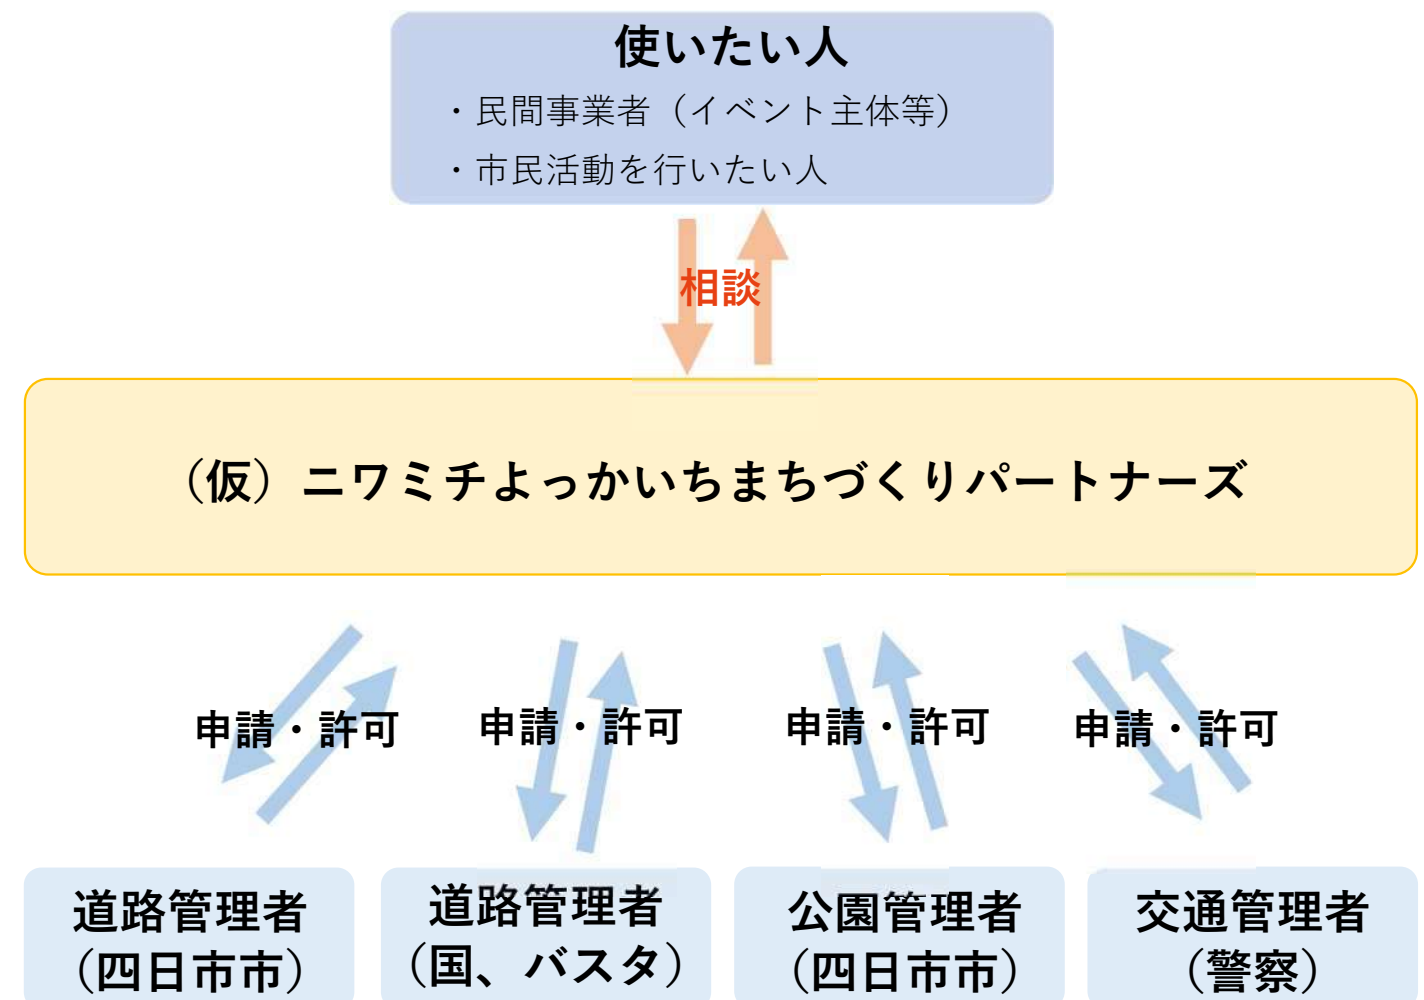 使いたい人
・民間事業者（イベント主体等）
・市民活動を行いたい人
相談
（仮）ニワミチよっかいちまちづくりパートナーズ
申請・許可
申請・許可
申請・許可
申請・許可
道路管理者
（四日市市）
道路管理者
（国、バスタ）
公園管理者
（四日市市）
交通管理者
（警察）